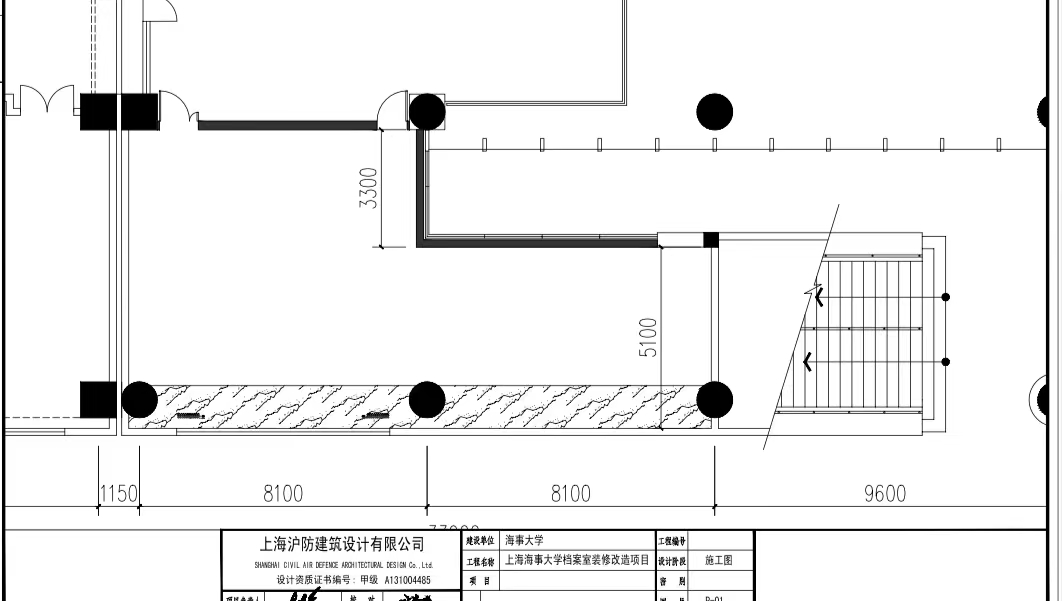 3300
5100
1150
8100
8100
9600
上海沪防建筑设计有限公司
SHANGHAI CIVIL AIR DEFENCE ARCHITECTURAL DESIGN Co.,Ltd.
设计资质证书编号: 甲级 A131004485
建设单位 海事大学
工程名称 上海海事大学档案室装修改造项目
项 目
工程编号
设计阶段 施工图